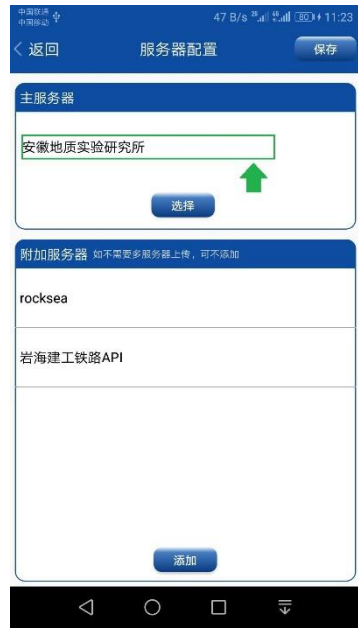 中国联通
中国移动
47 B/s 26 46 80 11:23
返回
服务器配置
保存
主服务器
安徽地质实验研究所
选择
附加服务器 如不需要多服务器上传，可不添加
rocksea
岩海建工铁路API
添加